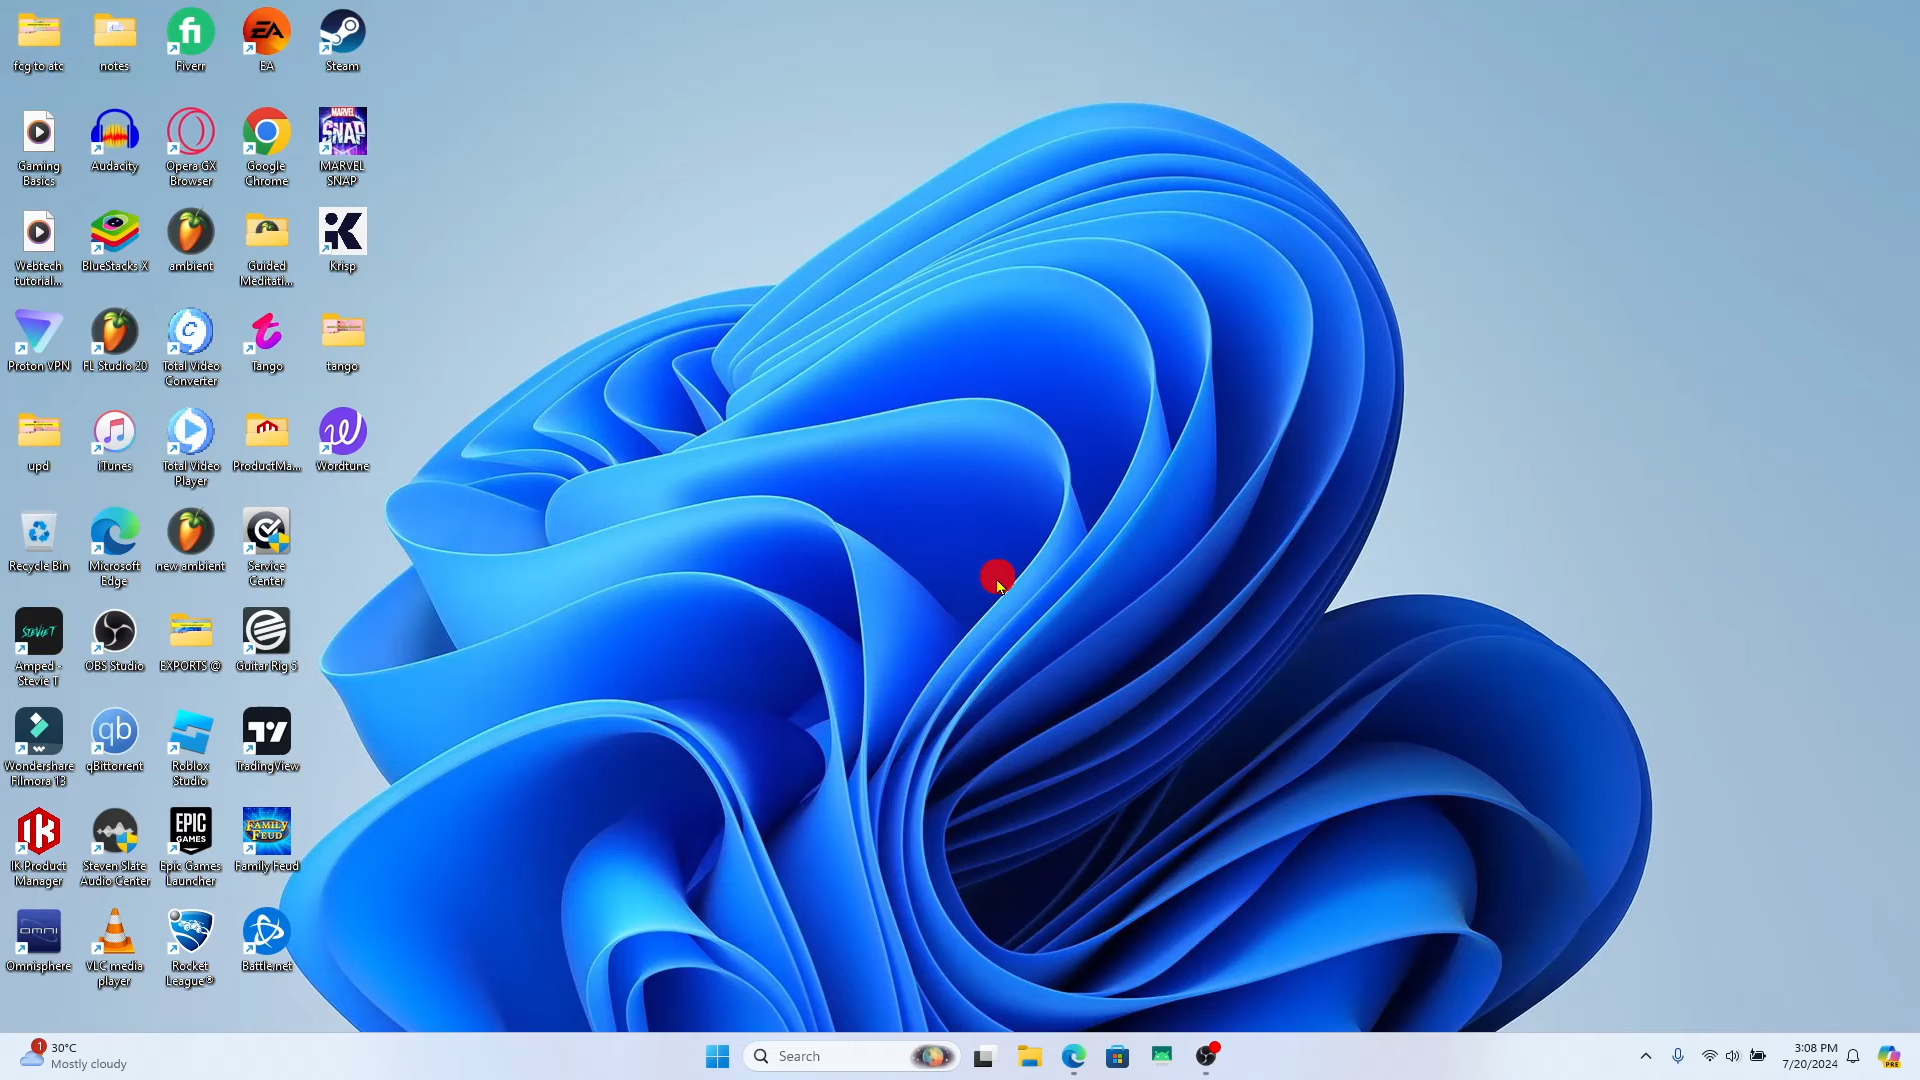 fcg to atc
notes
Fiverr
EA
Steam
Gaming Basics
Audacity
Opera GX Browser
Google Chrome
MARVEL SNAP
Webtech tutorial...
BlueStacks X
ambient
Guided Meditati...
Krisp
Proton VPN
FL Studio 20
Total Video Converter
Tango
tango
upd
iTunes
Total Video Player
ProductMa...
Wordtune
Recycle Bin
Microsoft Edge
new ambient
Service Center
Amped - Stevie T
OBS Studio
EXPORTS @
Guitar Rig 5
Wondershare Filmora 13
qBittorrent
Roblox Studio
TradingView
IK Product Manager
Steven Slate Audio Center
Epic Games Launcher
Family Feud
Omnisphere
VLC media player
Rocket League®
Battle.net
1
30°C
Mostly cloudy
Search
3:08 PM
7/20/2024
PRE